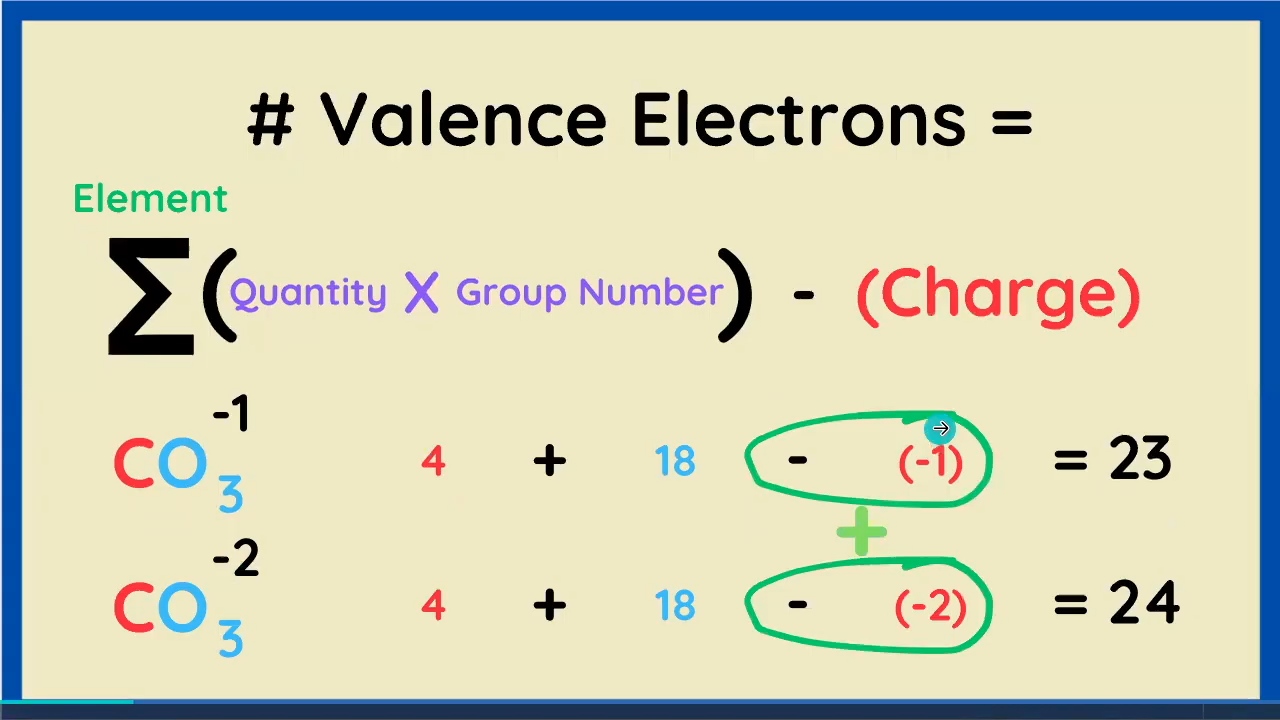 # Valence Electrons =
Element
Σ(Quantity X Group Number) - (Charge)
CO3-1 4 + 18 - (-1) = 23
+
CO3-2 4 + 18 - (-2) = 24